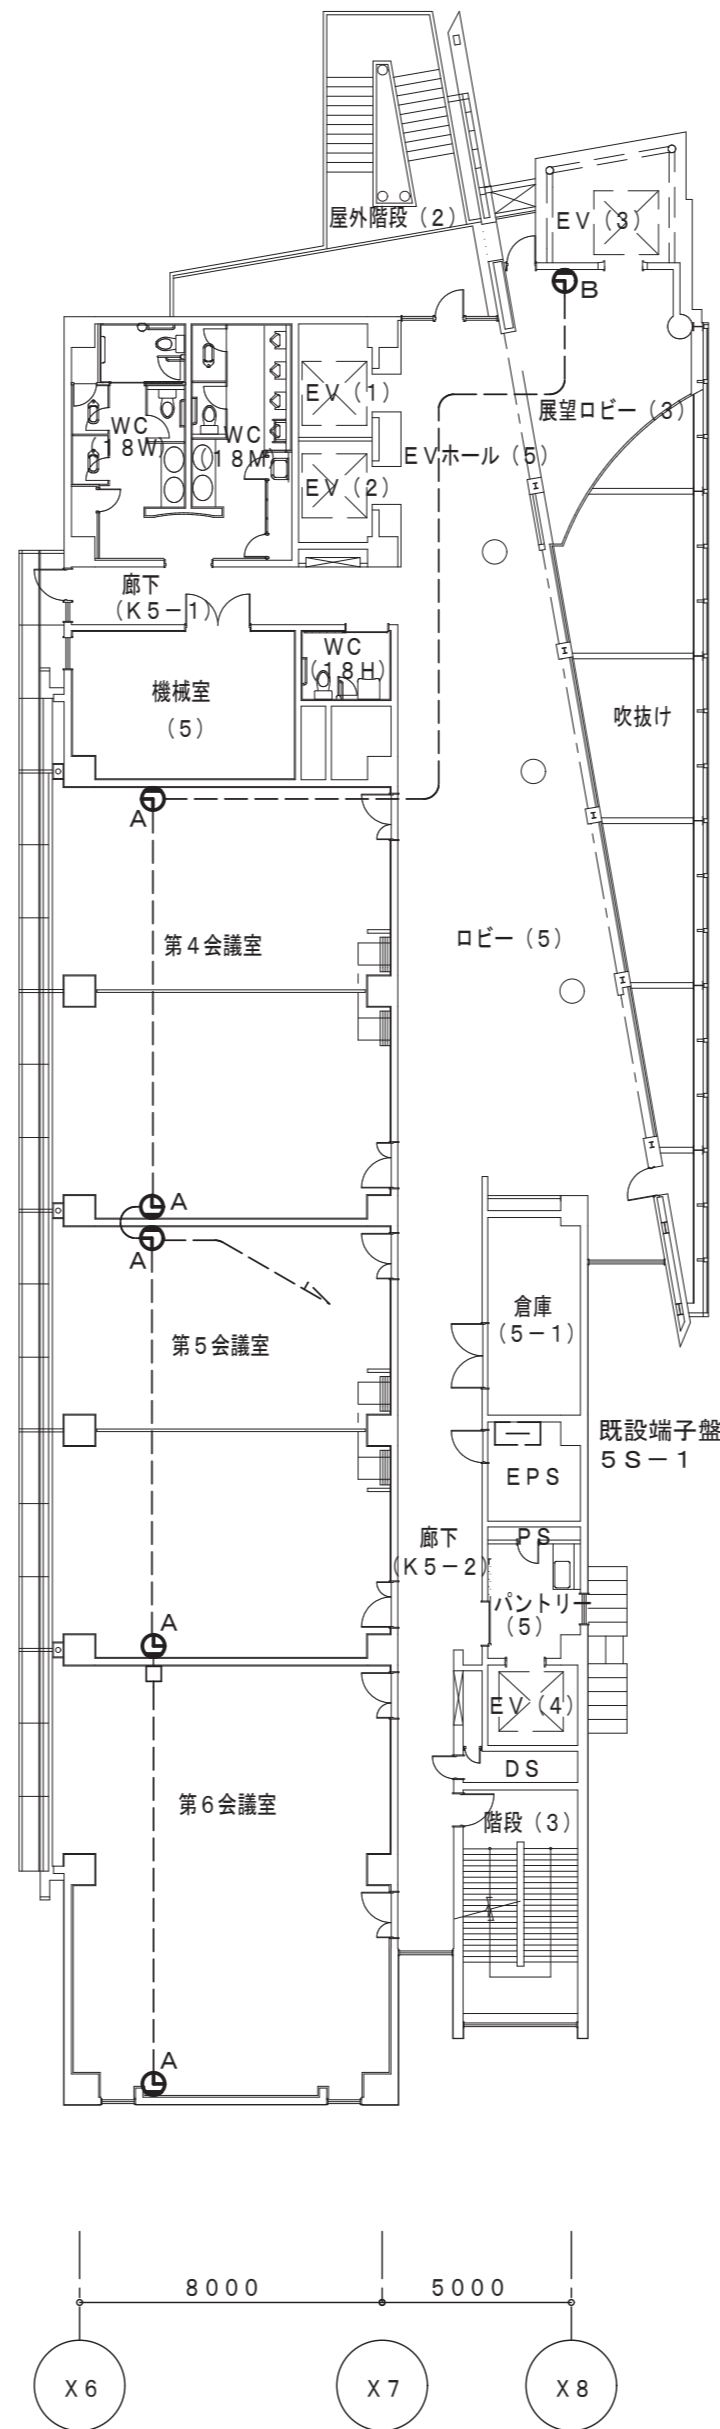 屋外階段（２）
ＥＶ（３）
Ｂ
展望ロビー（３）
ＥＶ（１）
ＷＣ
（１８Ｗ）
ＷＣ
（１８Ｍ）
ＥＶホール（５）
ＥＶ（２）
廊下
（Ｋ５－１）
ＷＣ
（１８Ｈ）
機械室
（５）
吹抜け
Ａ
第４会議室
ロビー（５）
Ａ
Ａ
倉庫
（５－１）
第５会議室
既設端子盤
５Ｓ－１
ＥＰＳ
ＰＳ
廊下
（Ｋ５－２）
パントリー
（５）
Ａ
ＥＶ（４）
ＤＳ
第６会議室
階段（３）
Ａ
８０００
５０００
Ｘ６
Ｘ７
Ｘ８